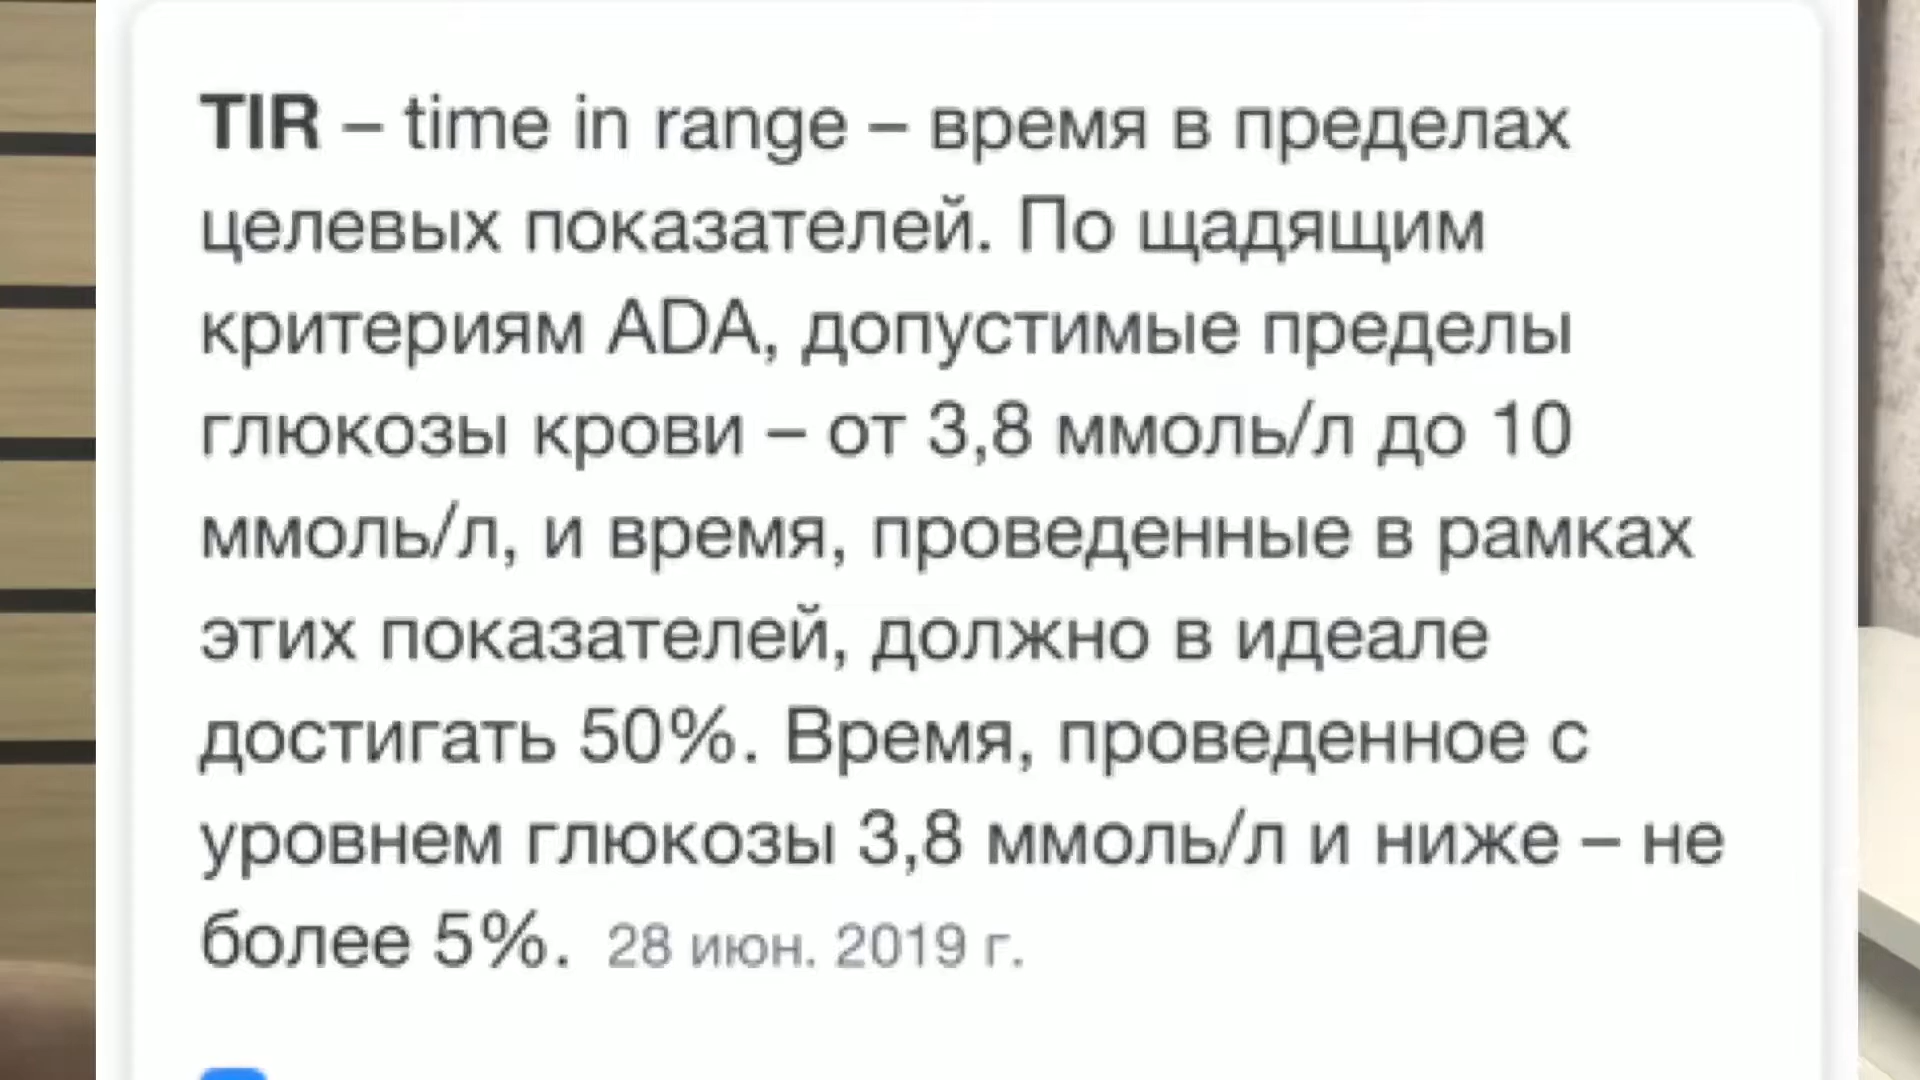 TIR – time in range – время в пределах
целевых показателей. По щадящим
критериям ADA, допустимые пределы
глюкозы крови – от 3,8 ммоль/л до 10
ммоль/л, и время, проведенные в рамках
этих показателей, должно в идеале
достигать 50%. Время, проведенное с
уровнем глюкозы 3,8 ммоль/л и ниже – не
более 5%. 28 июн. 2019 г.